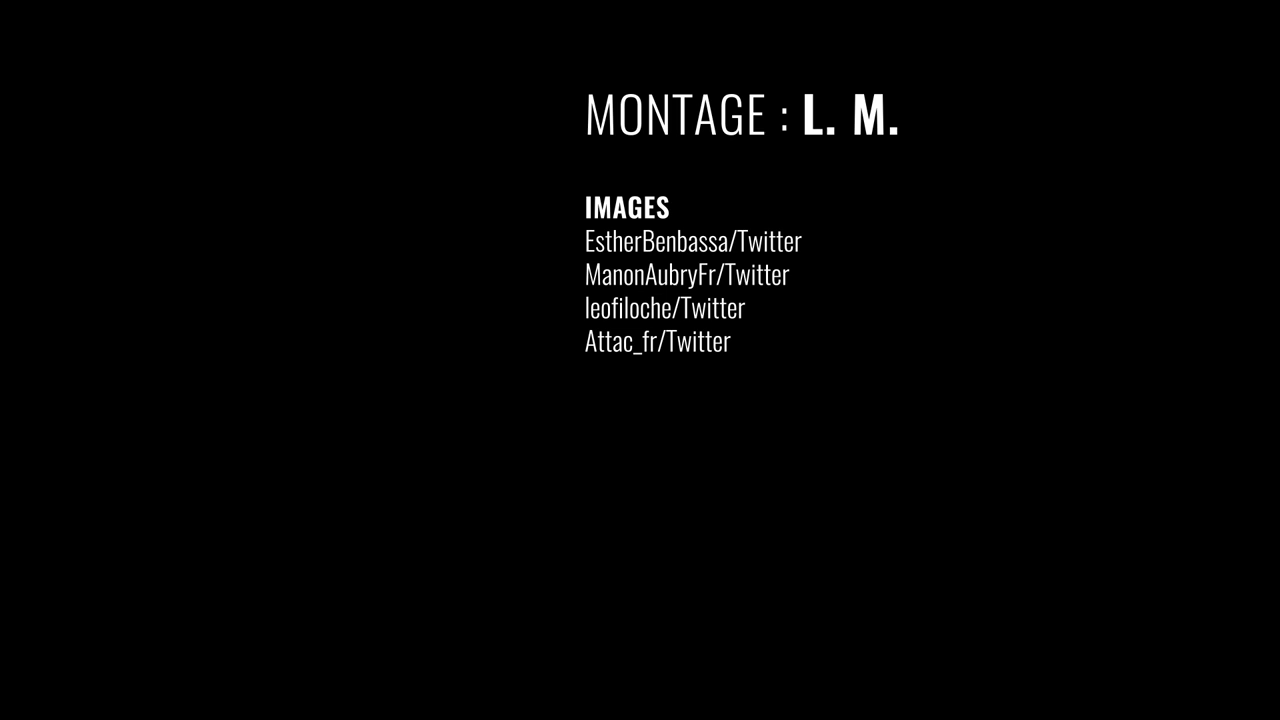 MONTAGE : L. M.
IMAGES
EstherBenbassa/Twitter
ManonAubryFr/Twitter
leofiloche/Twitter
Attac_fr/Twitter